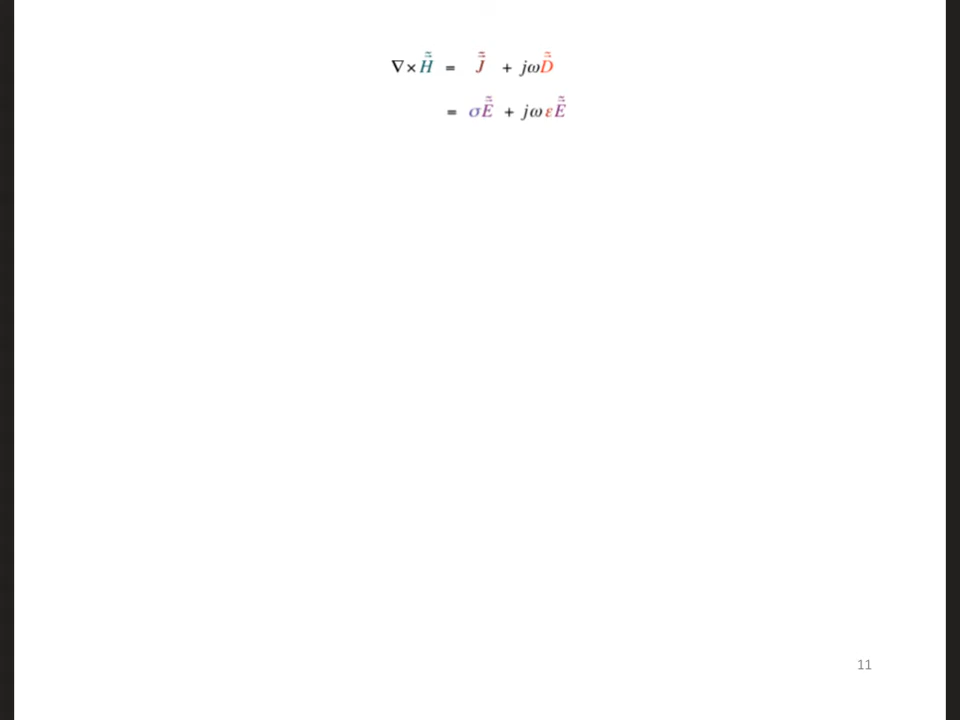 ∇ × H̃⃗ = J̃⃗ + jωD̃⃗
= σẼ⃗ + jωεẼ⃗
11